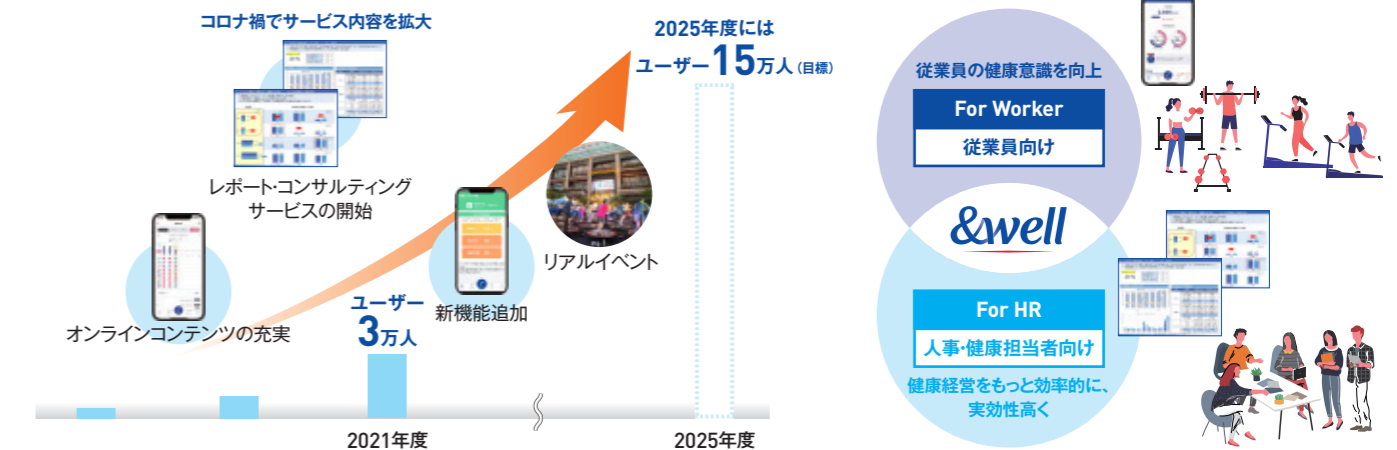 コロナ禍でサービス内容を拡大
レポート・コンサルティング
サービスの開始
オンラインコンテンツの充実
ユーザー
3万人
新機能追加
リアルイベント
2025年度には
ユーザー15万人（目標）
2021年度
2025年度
従業員の健康意識を向上
For Worker
従業員向け
&well
For HR
人事・健康担当者向け
健康経営をもっと効率的に、
実効性高く